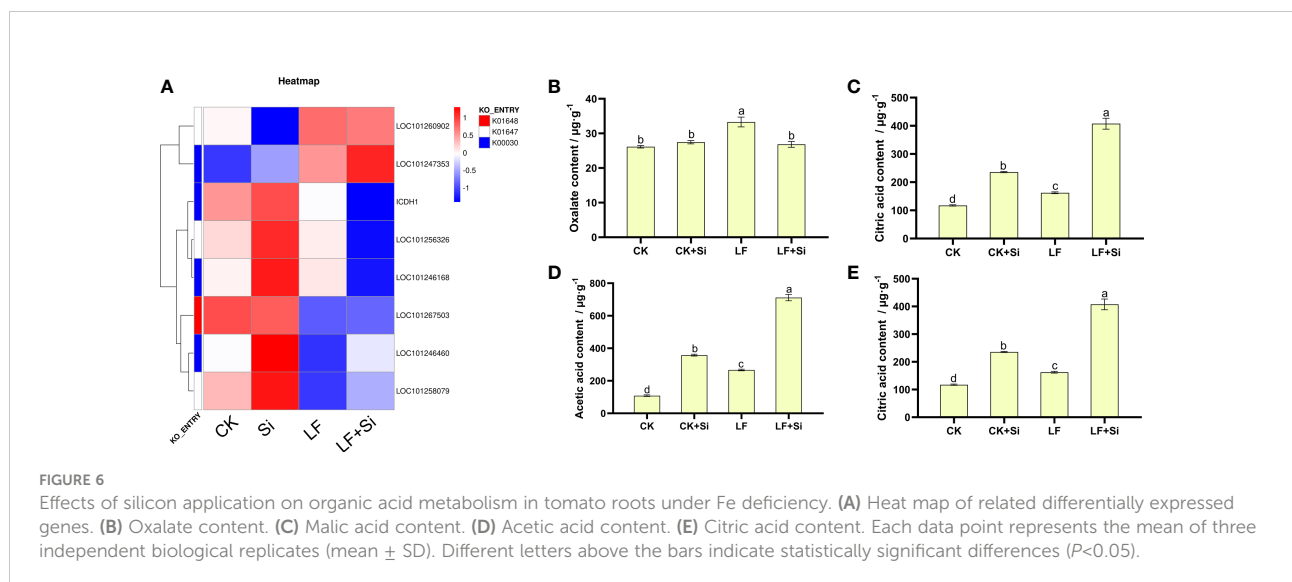 A
Heatmap
KO_ENTRY
K01648
K01647
K00030
1
0.5
0
-0.5
-1
LOC101260902
LOC101247353
ICDH1
LOC101256326
LOC101246168
LOC101267503
LOC101246460
LOC101258079
KO_ENTRY
CK
Si
LF
LF+Si
B
Oxalate content / μg·g-1
40
30
20
10
0
b
b
a
b
CK
CK+Si
LF
LF+Si
C
Citric acid content / μg·g-1
500
400
300
200
100
0
d
b
c
a
CK
CK+Si
LF
LF+Si
D
Acetic acid content / μg·g-1
800
600
400
200
0
d
b
c
a
CK
CK+Si
LF
LF+Si
E
Citric acid content / μg·g-1
500
400
300
200
100
0
d
b
c
a
CK
CK+Si
LF
LF+Si
FIGURE 6
Effects of silicon application on organic acid metabolism in tomato roots under Fe deficiency. (A) Heat map of related differentially expressed
genes. (B) Oxalate content. (C) Malic acid content. (D) Acetic acid content. (E) Citric acid content. Each data point represents the mean of three
independent biological replicates (mean ± SD). Different letters above the bars indicate statistically significant differences (P<0.05).